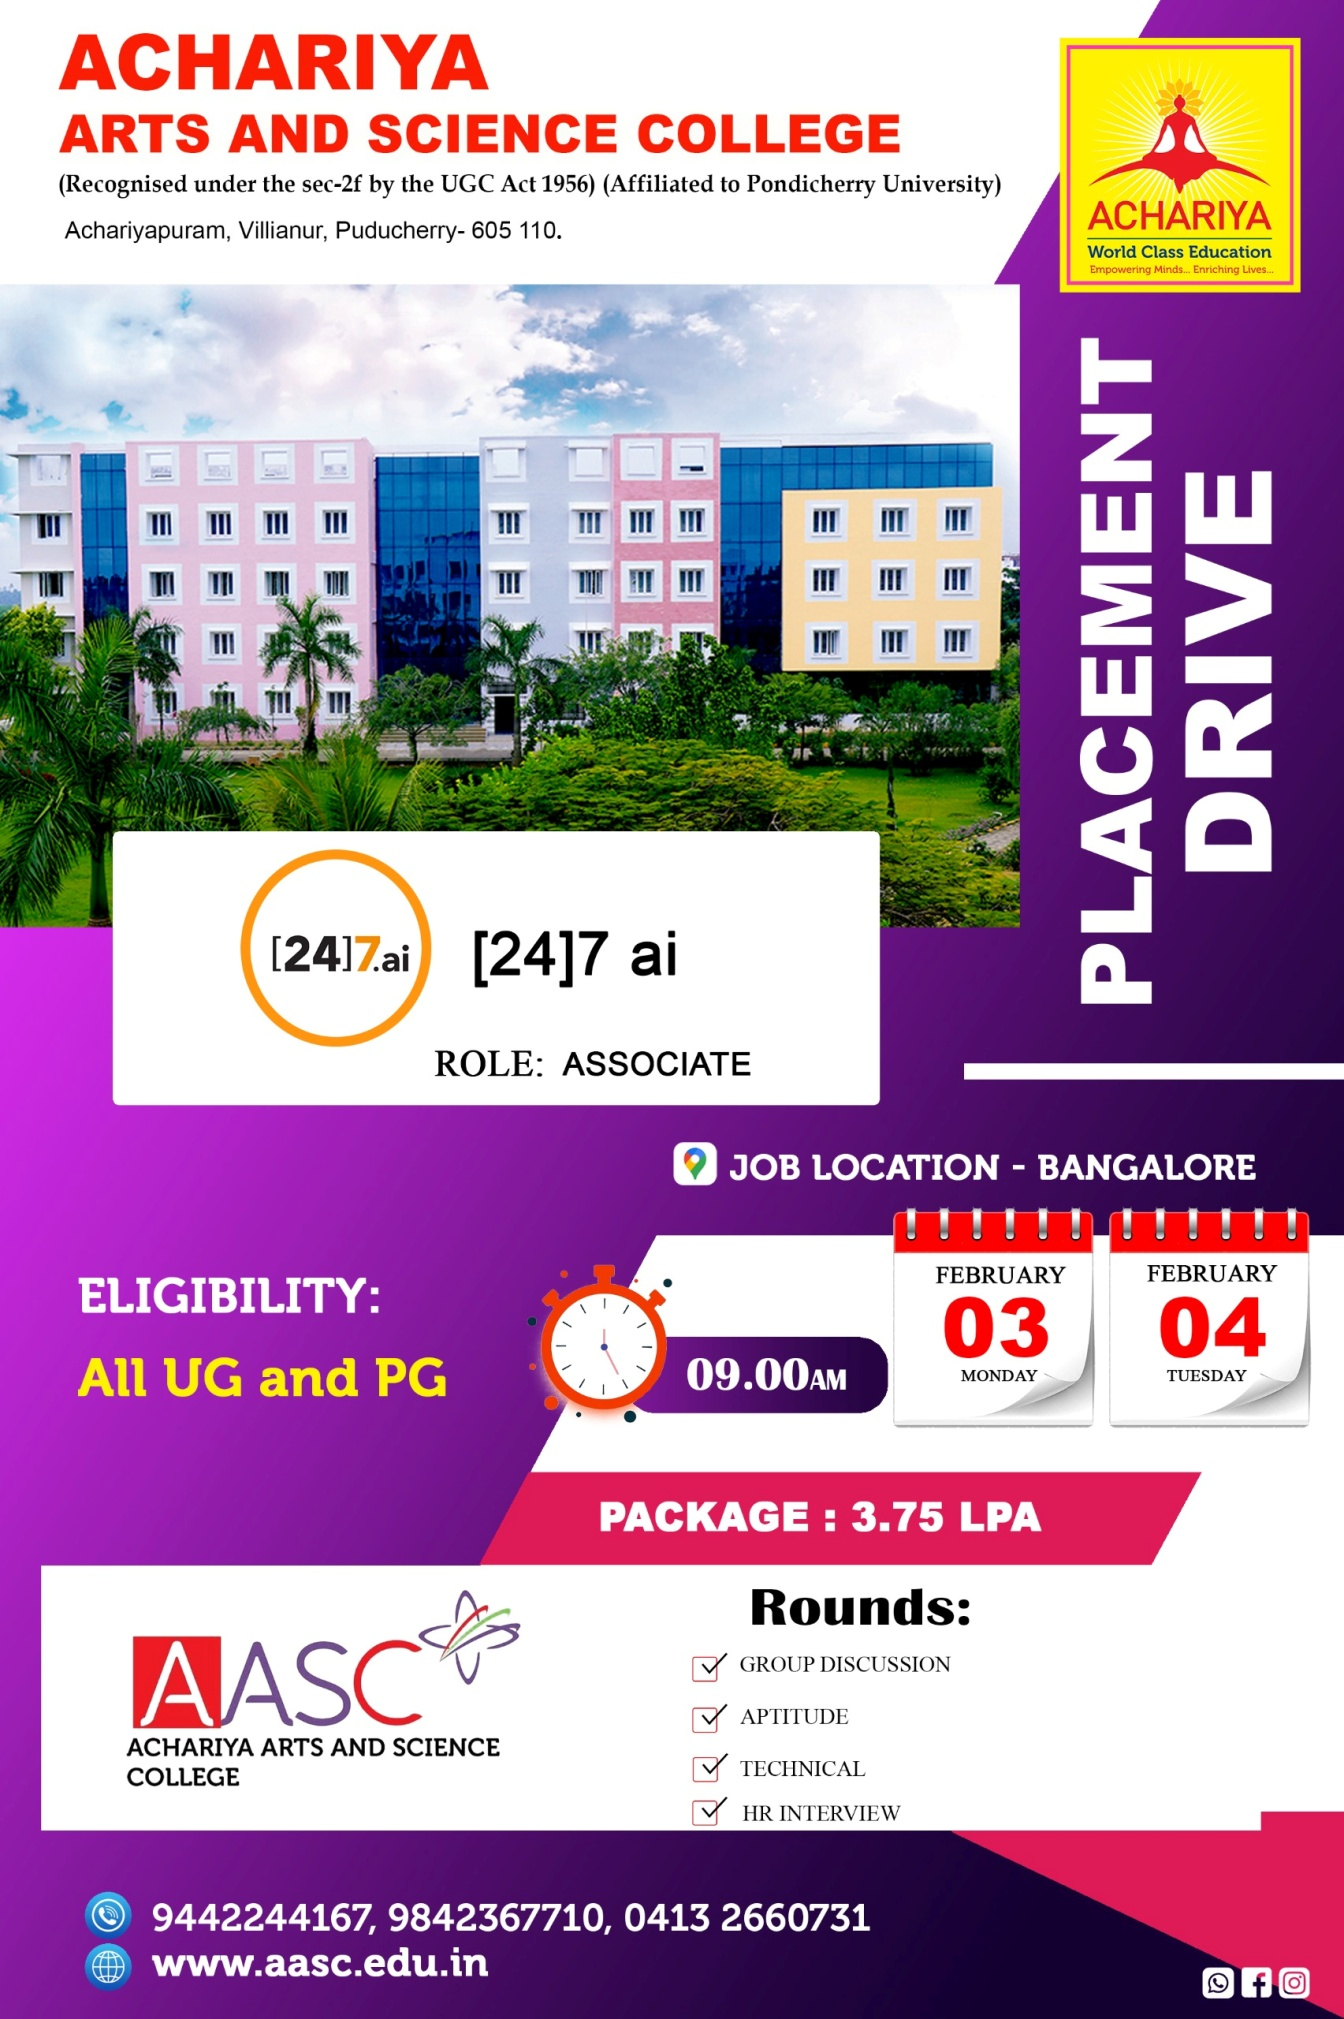 ACHARIYA
ARTS AND SCIENCE COLLEGE
(Recognised under the sec-2f by the UGC Act 1956) (Affiliated to Pondicherry University)
Achariyapuram, Villianur, Puducherry- 605 110.
ACHARIYA
World Class Education
Empowering Minds... Enriching Lives...
PLACEMENT
DRIVE
[24]7.ai
[24]7 ai
ROLE: ASSOCIATE
JOB LOCATION - BANGALORE
ELIGIBILITY:
All UG and PG
09.00AM
FEBRUARY
03
MONDAY
FEBRUARY
04
TUESDAY
PACKAGE : 3.75 LPA
AASC
ACHARIYA ARTS AND SCIENCE
COLLEGE
Rounds:
GROUP DISCUSSION
APTITUDE
TECHNICAL
HR INTERVIEW
9442244167, 9842367710, 0413 2660731
www.aasc.edu.in